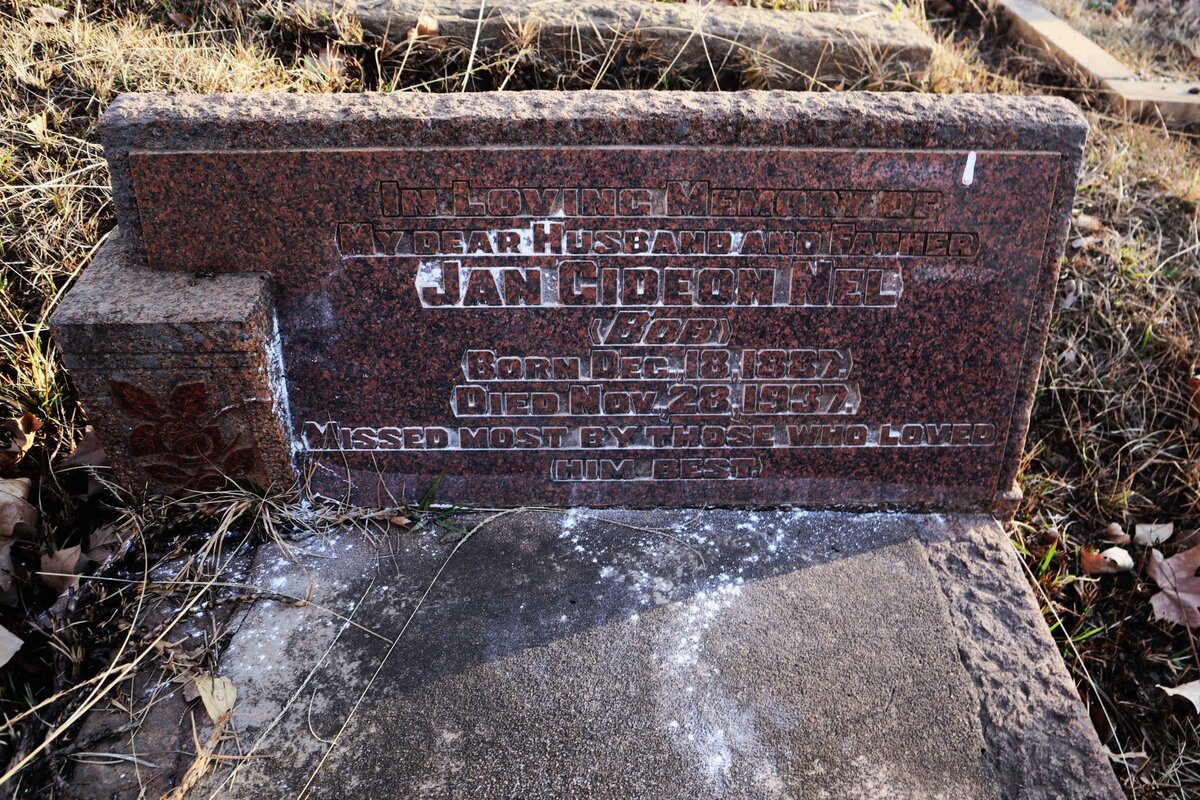 In Loving Memory of
My dear Husband and Father
Jan Gideon Nel
(Bob)
Born Dec. 18, 1887.
Died Nov. 28, 1937.
Missed most by those who loved
him best.